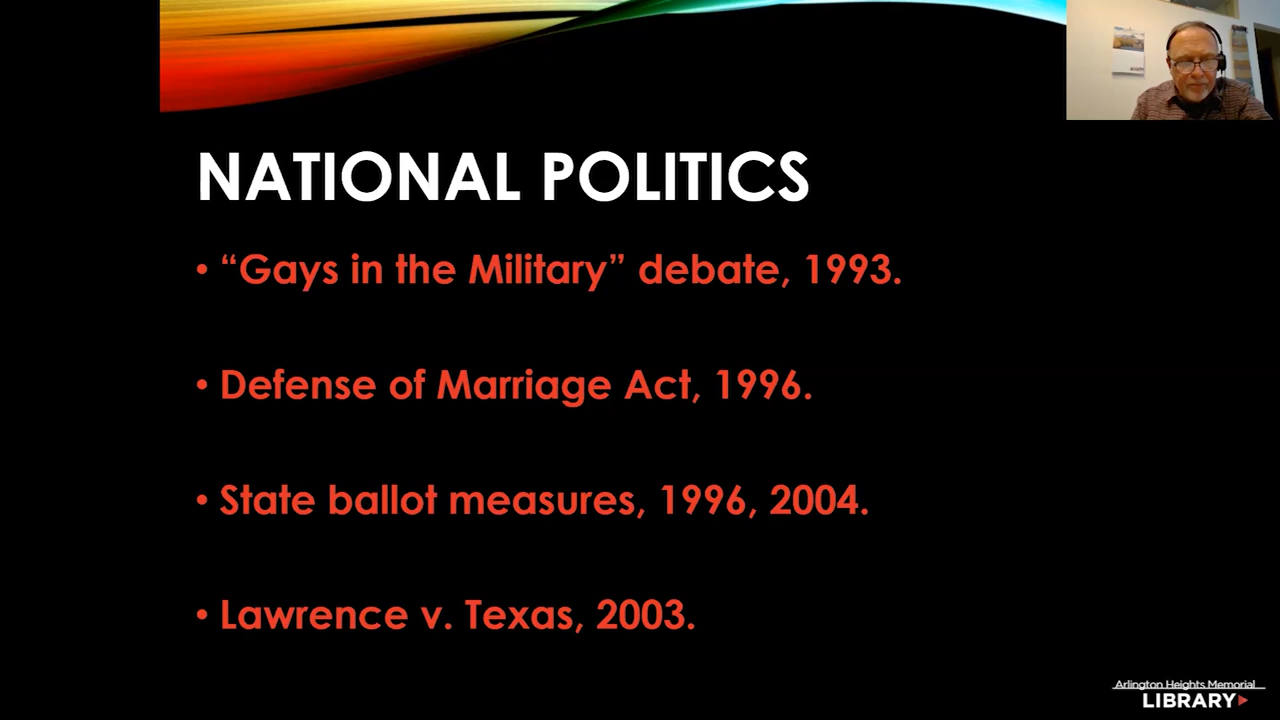 NATIONAL POLITICS
• “Gays in the Military” debate, 1993.
• Defense of Marriage Act, 1996.
• State ballot measures, 1996, 2004.
• Lawrence v. Texas, 2003.
Arlington Heights Memorial
LIBRARY